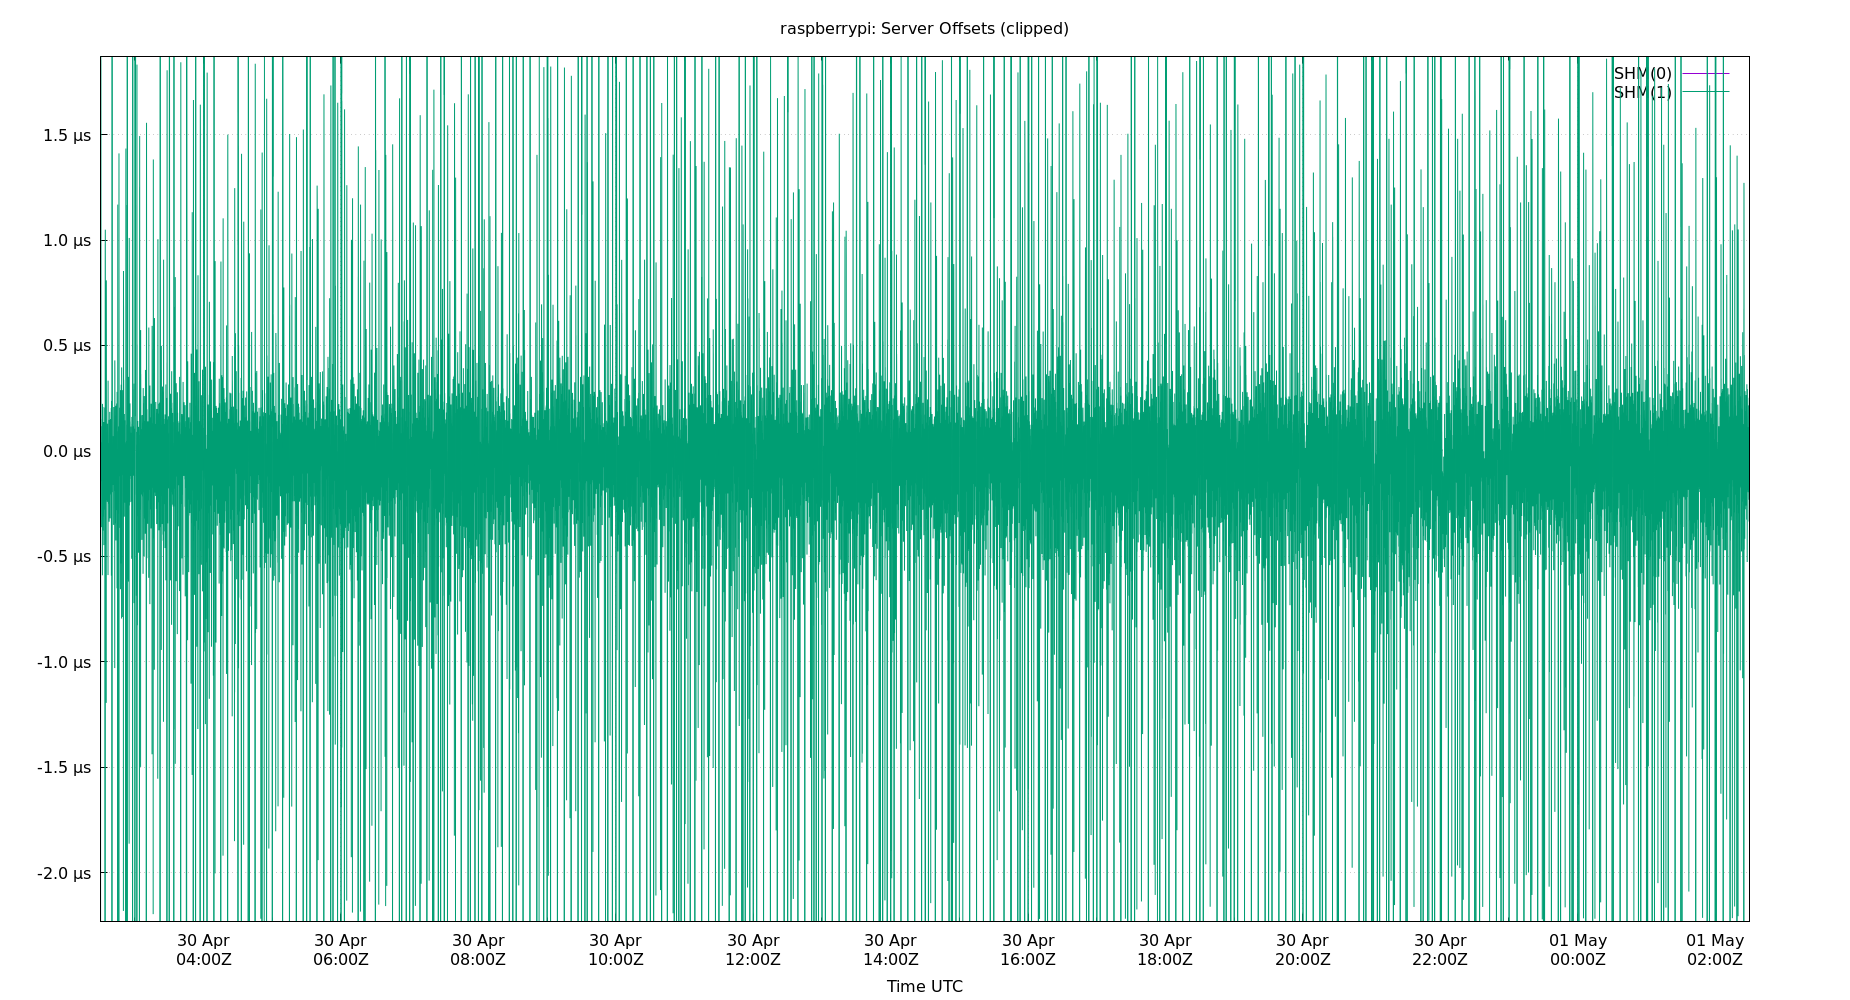 raspberrypi: Server Offsets (clipped)
SHM(0)
SHM(1)
1.5 µs
1.0 µs
0.5 µs
0.0 µs
-0.5 µs
-1.0 µs
-1.5 µs
-2.0 µs
30 Apr 30 Apr 30 Apr 30 Apr 30 Apr 30 Apr 30 Apr 30 Apr 30 Apr 30 Apr 01 May 01 May
04:00Z 06:00Z 08:00Z 10:00Z 12:00Z 14:00Z 16:00Z 18:00Z 20:00Z 22:00Z 00:00Z 02:00Z
Time UTC